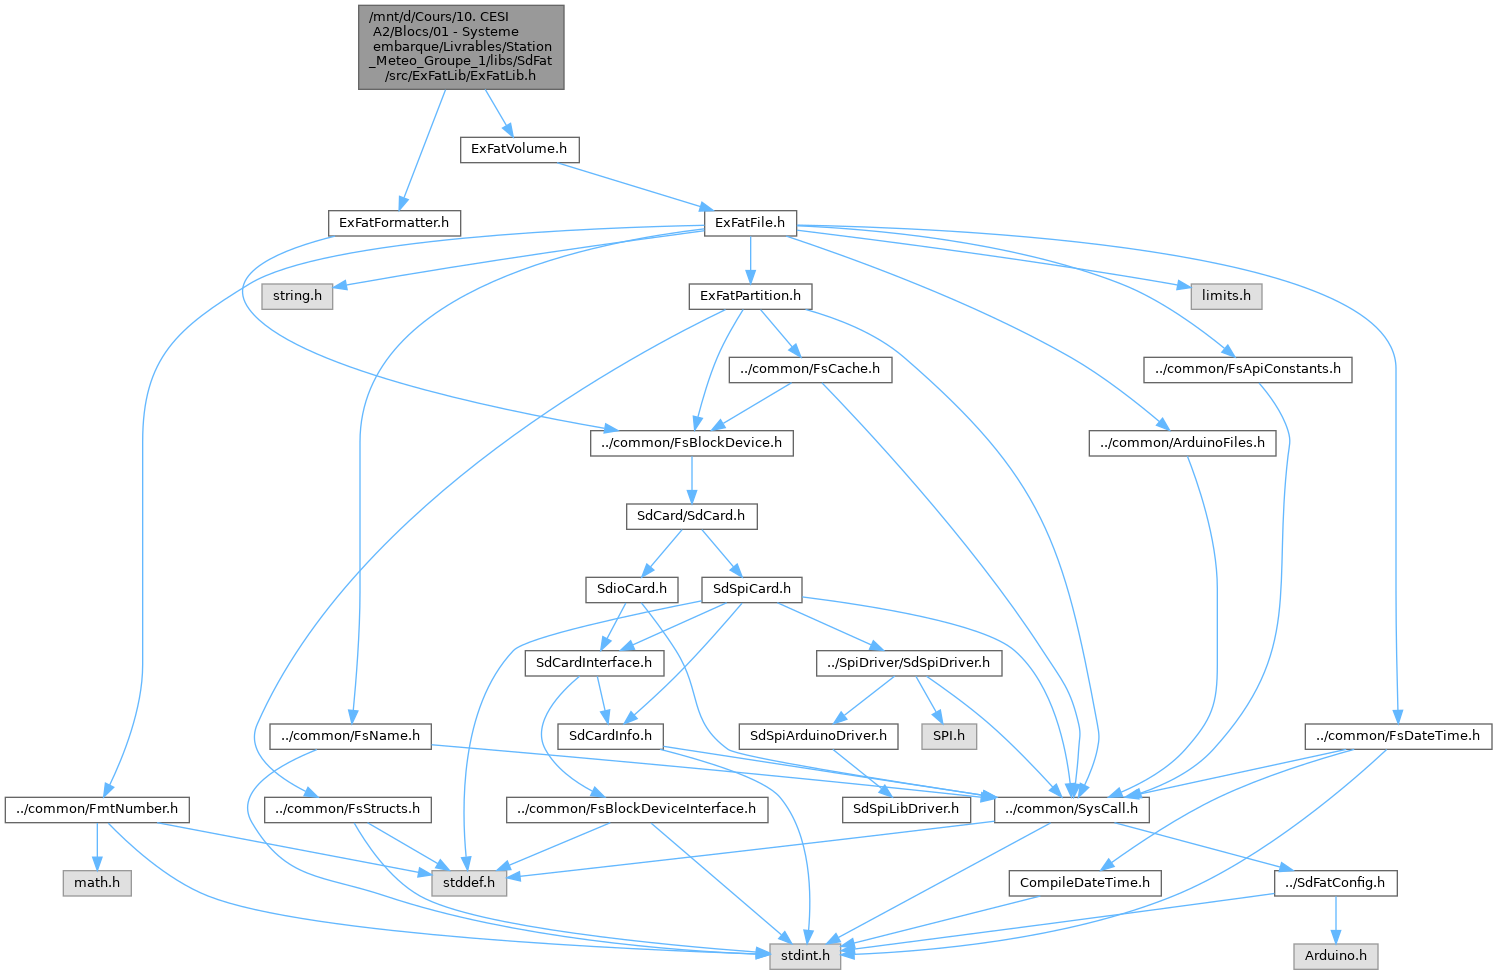 /mnt/d/Cours/10. CESI
A2/Blocs/01 - Systeme
embarque/Livrables/Station
_Meteo_Groupe_1/libs/SdFat
/src/ExFatLib/ExFatLib.h
ExFatVolume.h
ExFatFormatter.h
ExFatFile.h
string.h
ExFatPartition.h
limits.h
../common/FsCache.h
../common/FsApiConstants.h
../common/FsBlockDevice.h
../common/ArduinoFiles.h
SdCard/SdCard.h
SdioCard.h
SdSpiCard.h
SdCardInterface.h
../SpiDriver/SdSpiDriver.h
../common/FsName.h
SdCardInfo.h
SdSpiArduinoDriver.h
SPI.h
../common/FsDateTime.h
../common/FmtNumber.h
../common/FsStructs.h
../common/FsBlockDeviceInterface.h
SdSpiLibDriver.h
../common/SysCall.h
math.h
stddef.h
CompileDateTime.h
../SdFatConfig.h
stdint.h
Arduino.h